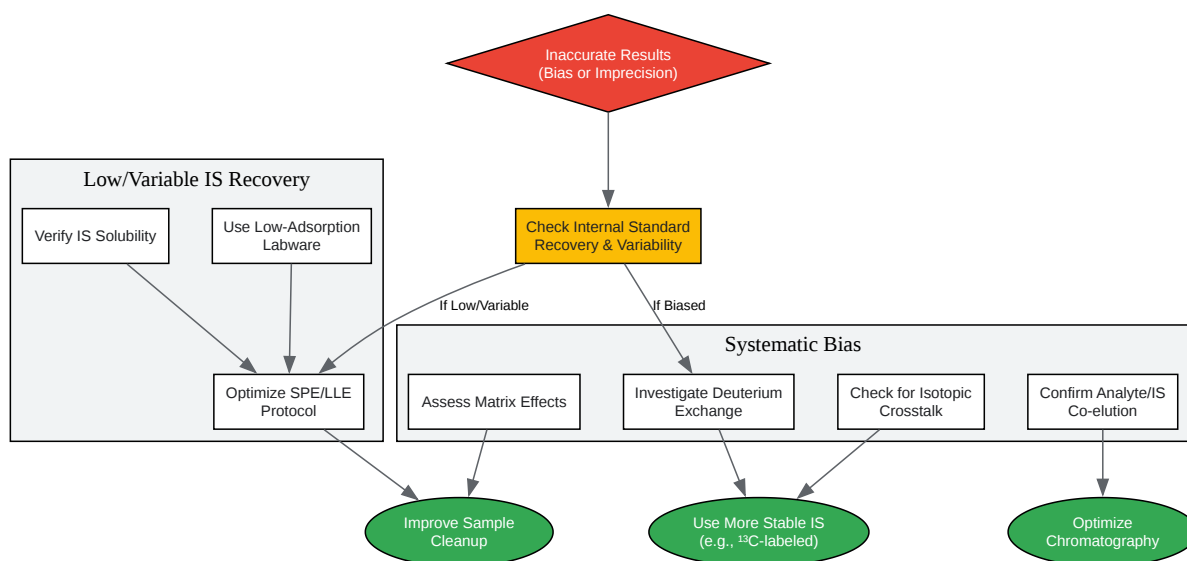 Inaccurate Results
(Bias or Imprecision)
Low/Variable IS Recovery
Verify IS Solubility
Use Low-Adsorption
Labware
Check Internal Standard
Recovery & Variability
If Low/Variable
If Biased
Systematic Bias
Optimize SPE/LLE
Protocol
Assess Matrix Effects
Investigate Deuterium
Exchange
Check for Isotopic
Crosstalk
Confirm Analyte/IS
Co-elution
Improve Sample
Cleanup
Use More Stable IS
(e.g., ¹³C-labeled)
Optimize
Chromatography